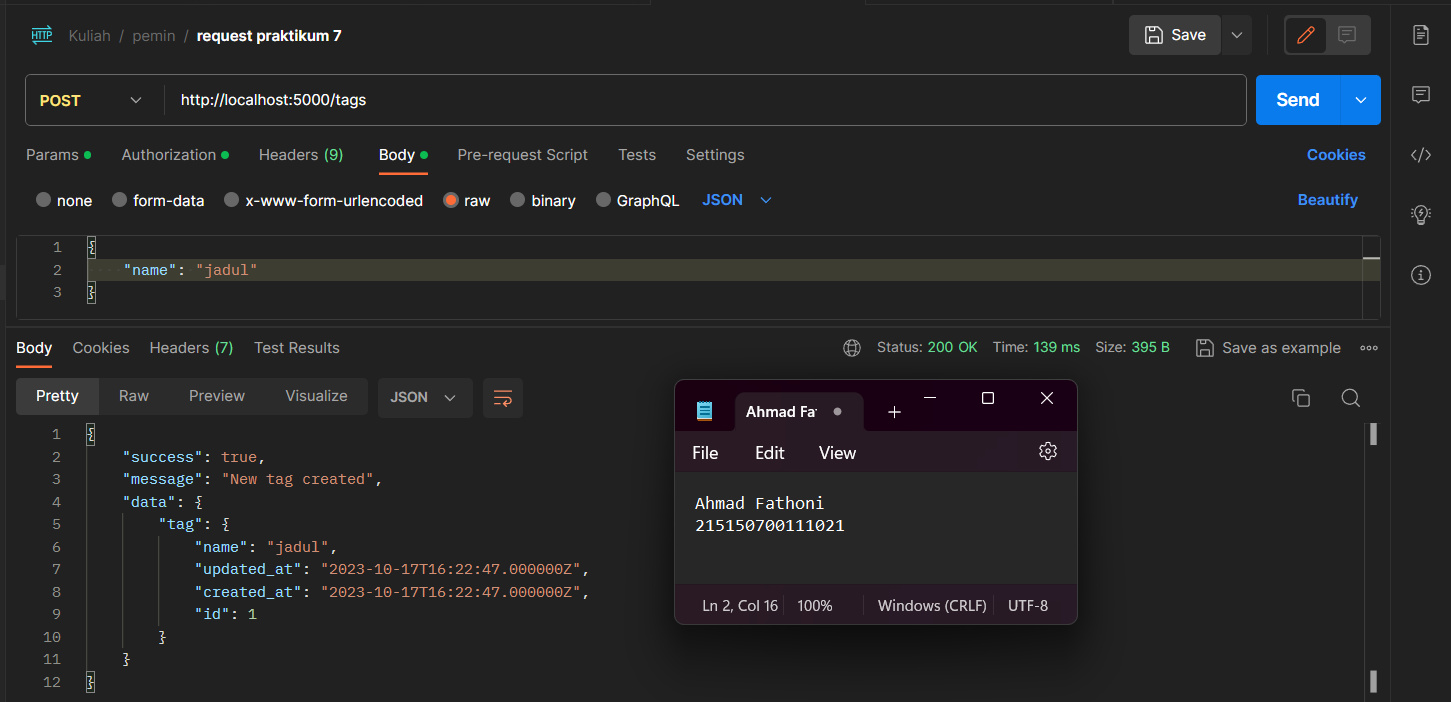 HTTP Kuliah / pemin / request praktikum 7 Save
POST http://localhost:5000/tags Send
Params Authorization Headers (9) Body Pre-request Script Tests Settings Cookies
none form-data x-www-form-urlencoded raw binary GraphQL JSON Beautify
1 {
2 "name": "jadul"
3 }
Body Cookies Headers (7) Test Results Status: 200 OK Time: 139 ms Size: 395 B Save as example
Pretty Raw Preview Visualize JSON
1 {
2 "success": true,
3 "message": "New tag created",
4 "data": {
5 "tag": {
6 "name": "jadul",
7 "updated_at": "2023-10-17T16:22:47.000000Z",
8 "created_at": "2023-10-17T16:22:47.000000Z",
9 "id": 1
10 }
11 }
12 }
Ahmad Fat
File Edit View
Ahmad Fathoni
215150700111021
Ln 2, Col 16 100% Windows (CRLF) UTF-8